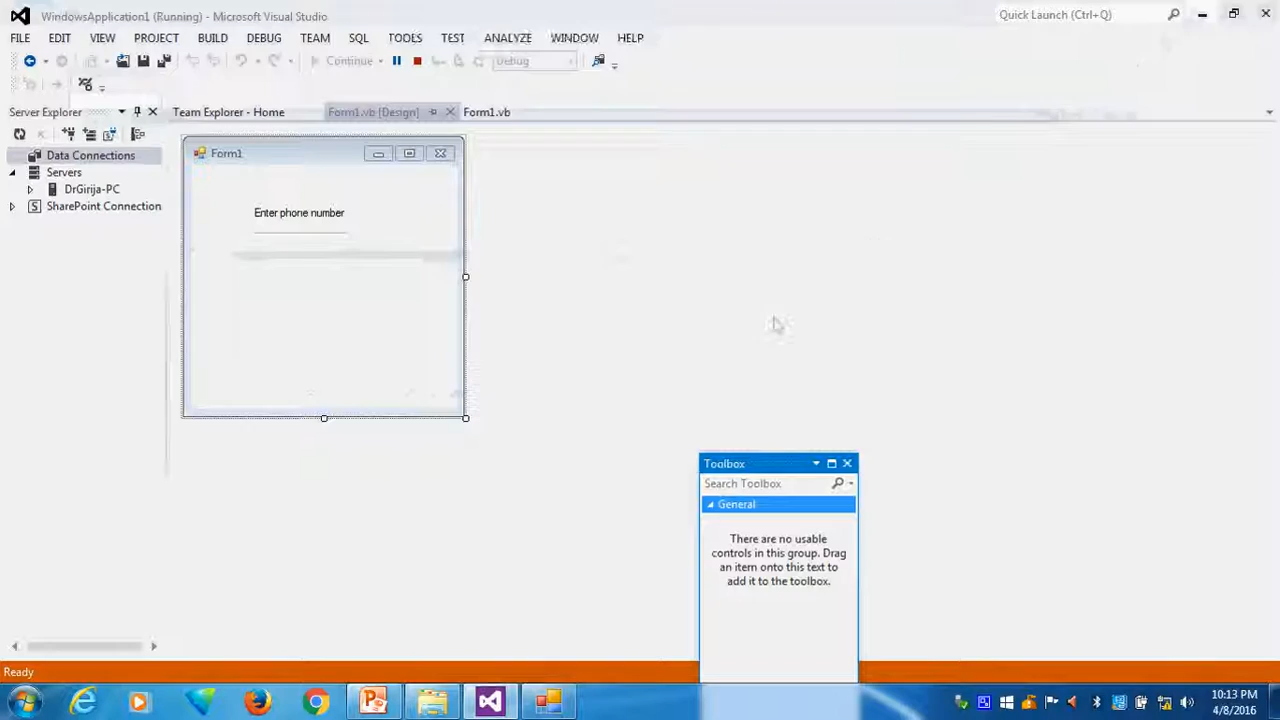 WindowsApplication1 (Running) - Microsoft Visual Studio
Quick Launch (Ctrl+Q)
FILE EDIT VIEW PROJECT BUILD DEBUG TEAM SQL TOOLS TEST ANALYZE WINDOW HELP
Continue Debug
Server Explorer
Team Explorer - Home Form1.vb [Design] Form1.vb
Data Connections
Servers
DrGirija-PC
SharePoint Connection
Form1
Enter phone number
Toolbox
Search Toolbox
General
There are no usable
controls in this group. Drag
an item onto this text to
add it to the toolbox.
Ready
10:13 PM
4/8/2016